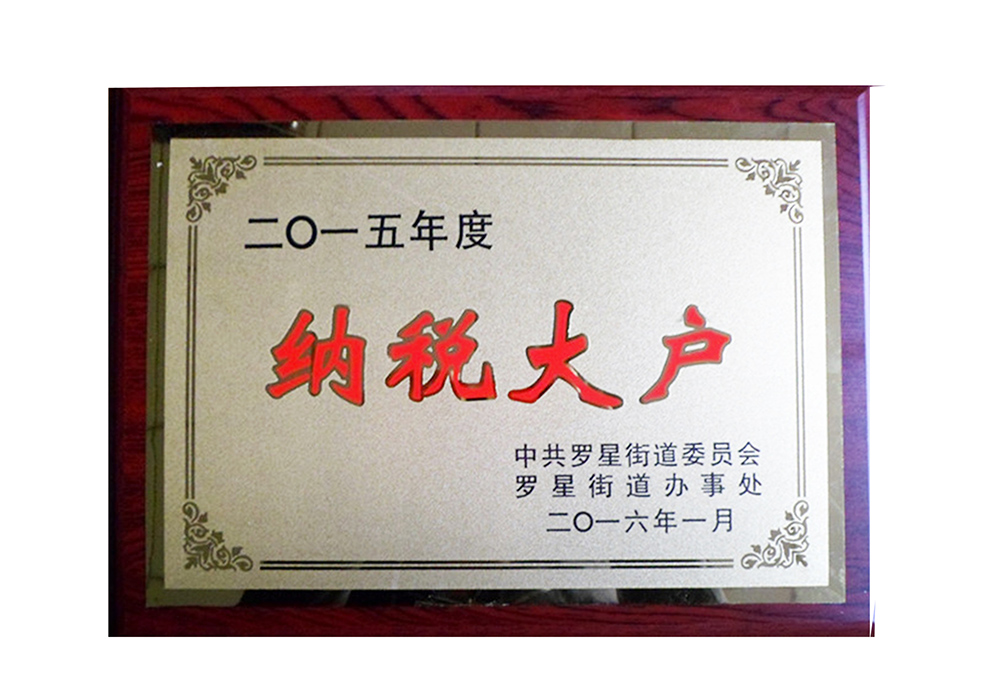 二〇一五年度
纳税大户
中共罗星街道委员会
罗星街道办事处
二〇一六年一月